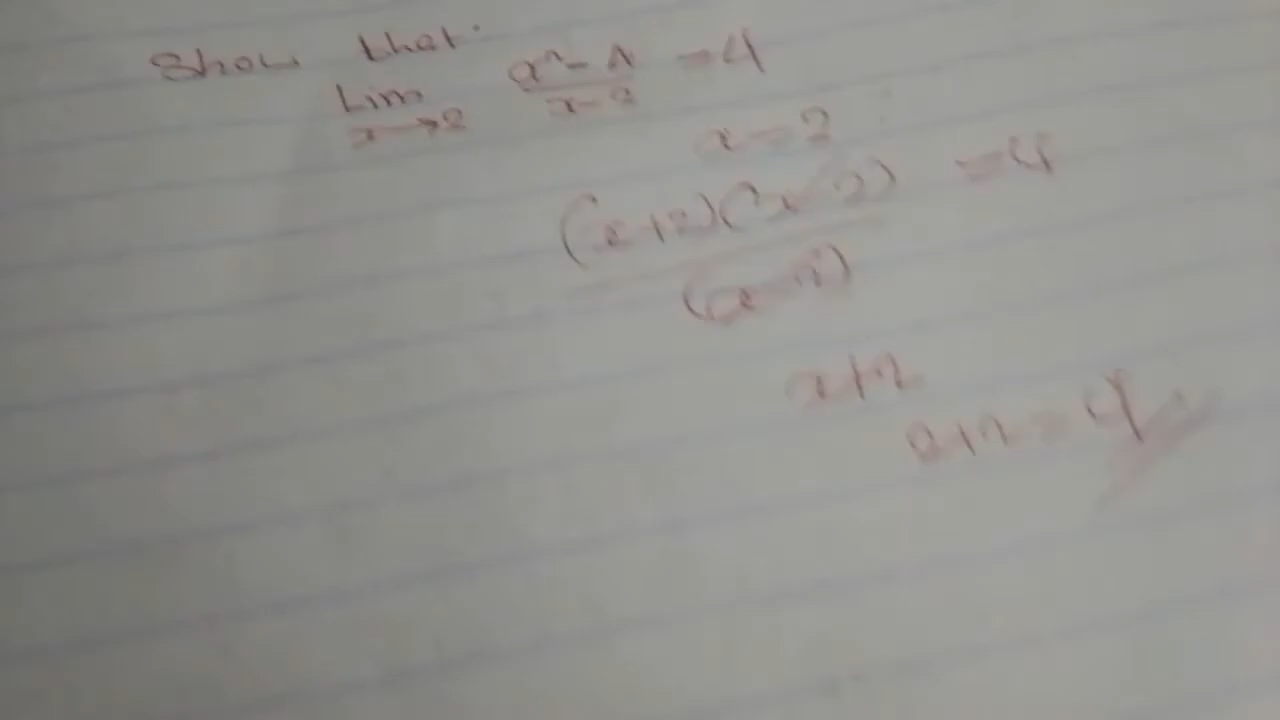 Show that
Lim x²-4 = 4
x→2 x-2
x = 2
(x+2)(x-2) = 4
(x-2)
x+2
2+2 = 4